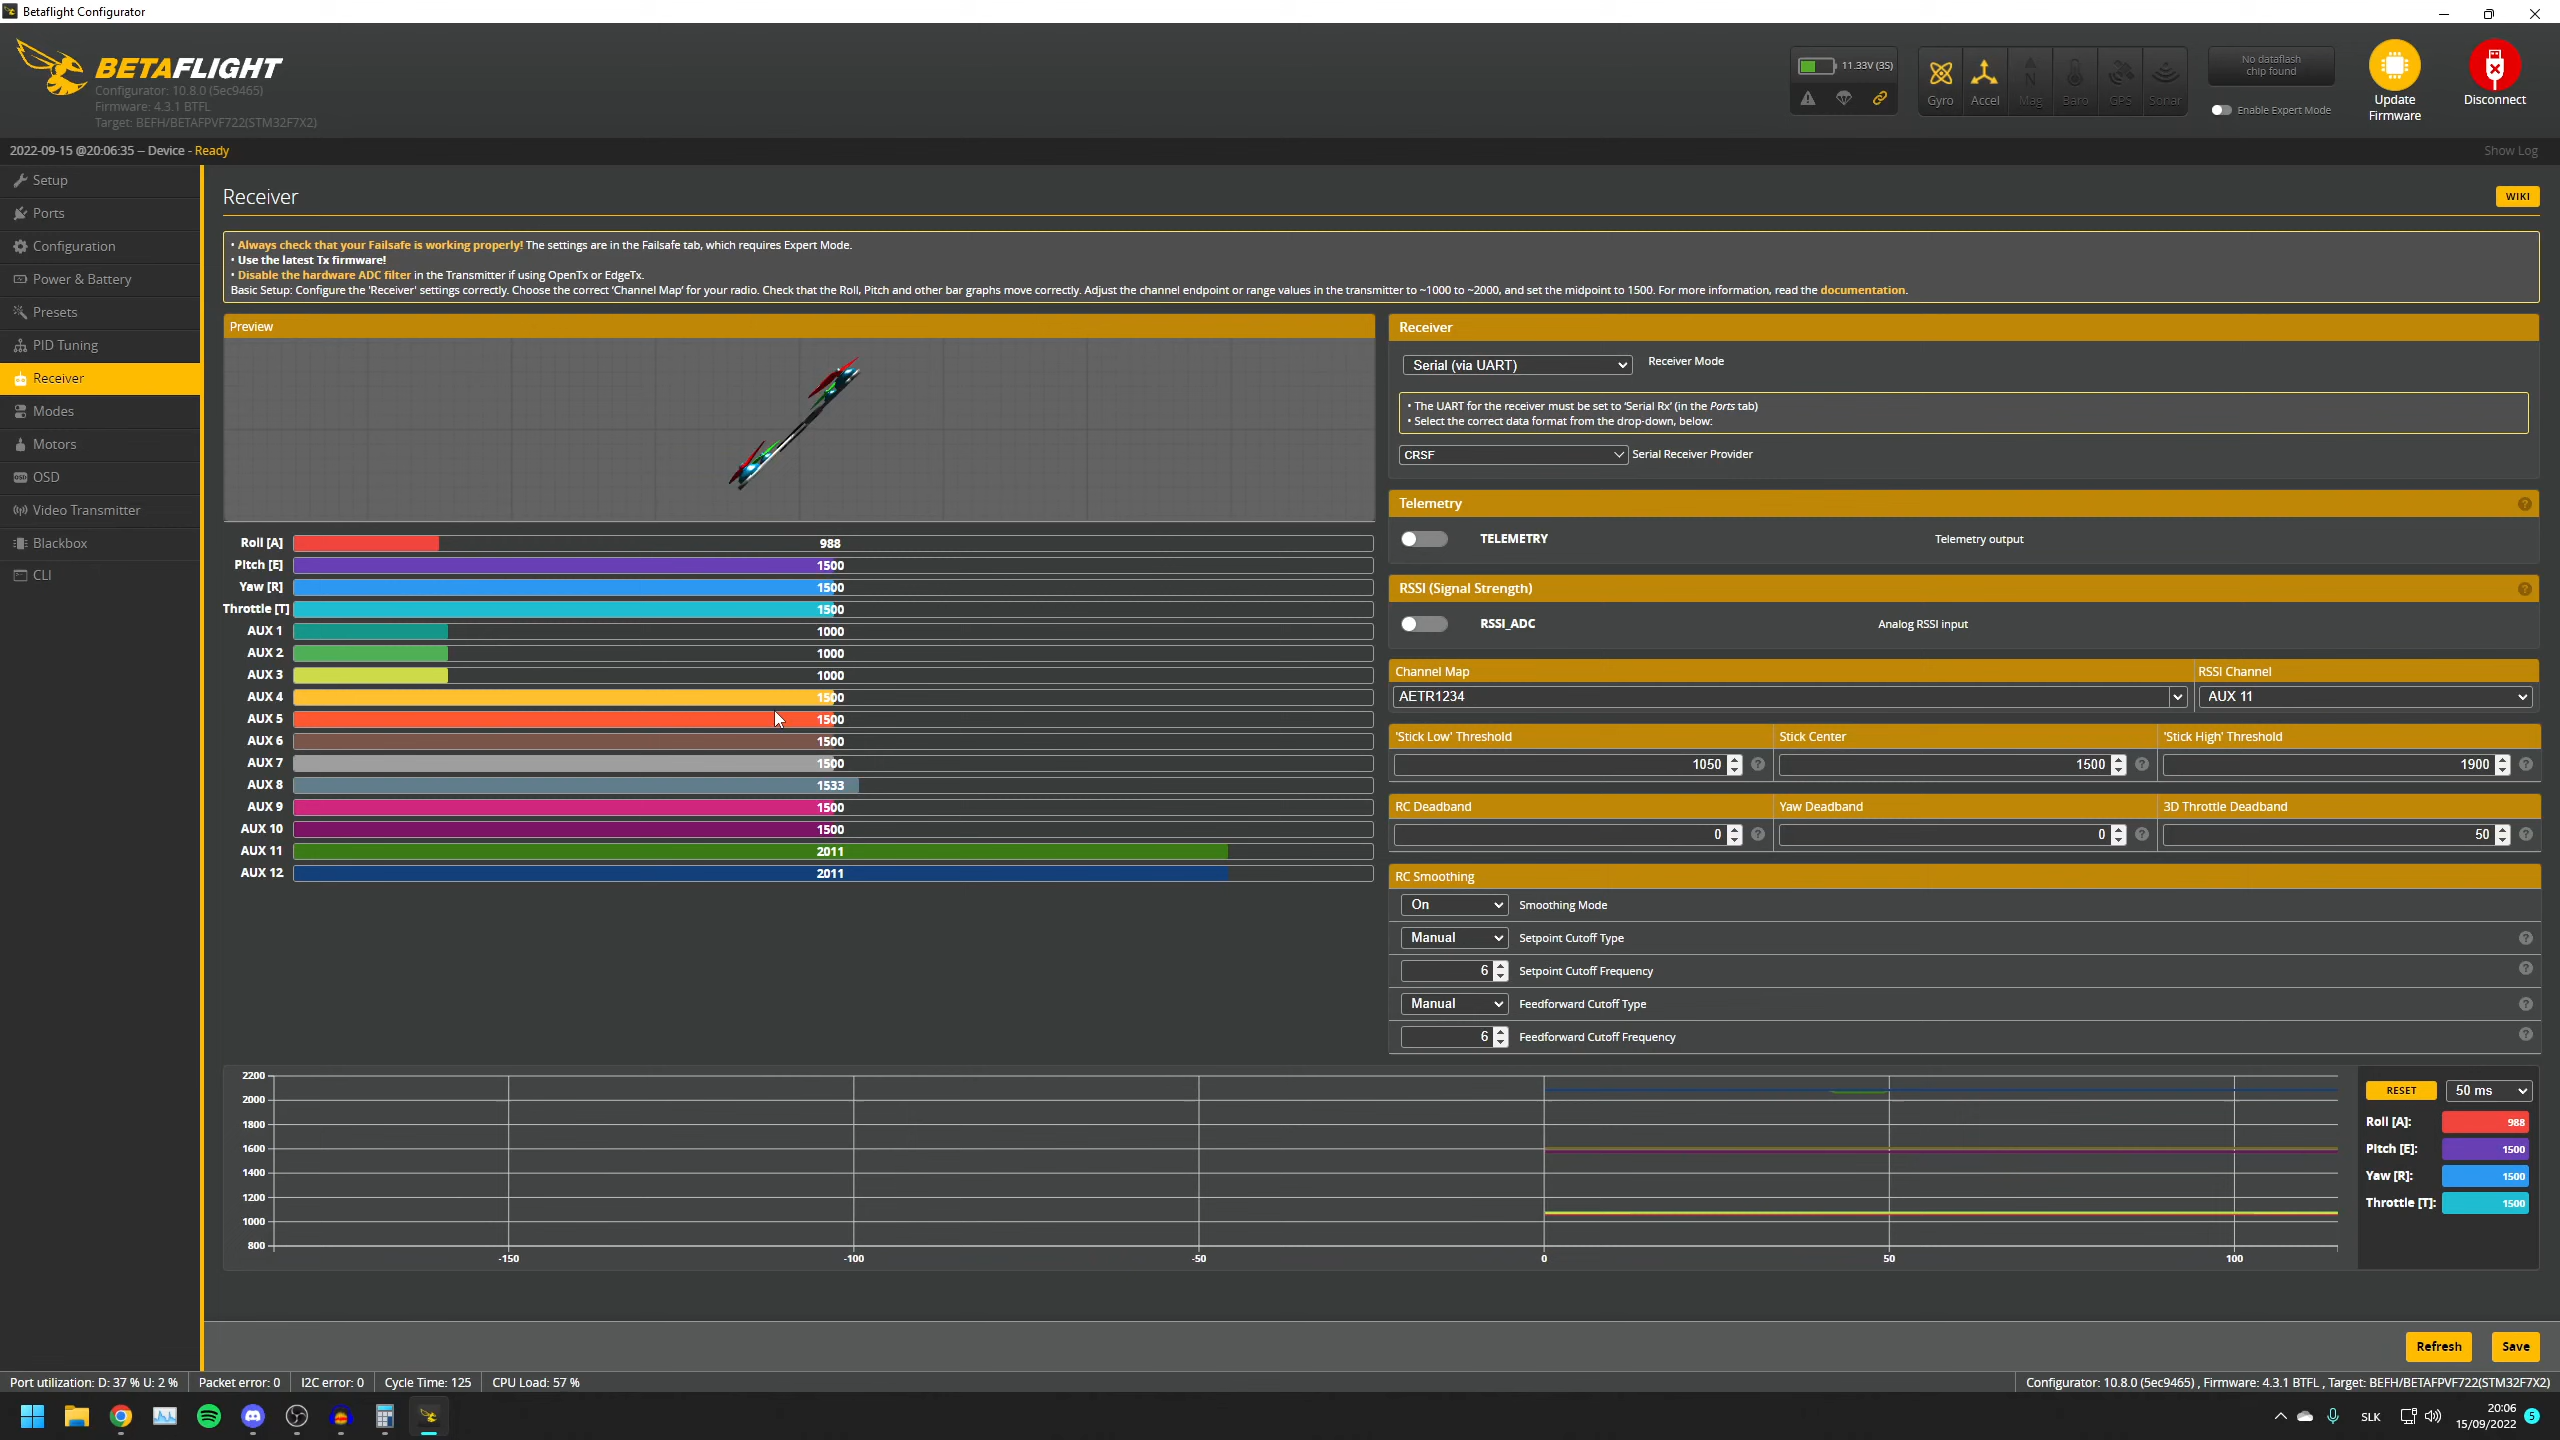 Betaflight Configurator
BETAFLIGHT
Configurator: 10.8.0 (5ec9465)
Firmware: 4.3.1 BTFL
Target: BEFH/BETAFPVF722(STM32F7X2)
11.33V (3S)
Gyro
Accel
Mag
Baro
GPS
Sonar
No dataflash
chip found
Enable Expert Mode
Update
Firmware
Disconnect
2022-09-15 @20:06:35 -- Device - Ready
Show Log
Setup
Ports
Configuration
Power & Battery
Presets
PID Tuning
Receiver
Modes
Motors
OSD
Video Transmitter
Blackbox
CLI
Receiver
WIKI
• Always check that your Failsafe is working properly! The settings are in the Failsafe tab, which requires Expert Mode.
• Use the latest Tx firmware!
• Disable the hardware ADC filter in the Transmitter if using OpenTx or EdgeTx.
Basic Setup: Configure the 'Receiver' settings correctly. Choose the correct 'Channel Map' for your radio. Check that the Roll, Pitch and other bar graphs move correctly. Adjust the channel endpoint or range values in the transmitter to ~1000 to ~2000, and set the midpoint to 1500. For more information, read the documentation.
Preview
Roll [A] 988
Pitch [E] 1500
Yaw [R] 1500
Throttle [T] 1500
AUX 1 1000
AUX 2 1000
AUX 3 1000
AUX 4 1500
AUX 5 1500
AUX 6 1500
AUX 7 1500
AUX 8 1533
AUX 9 1500
AUX 10 1500
AUX 11 2011
AUX 12 2011
Receiver
Serial (via UART) Receiver Mode
• The UART for the receiver must be set to 'Serial Rx' (in the Ports tab)
• Select the correct data format from the drop-down, below:
CRSF Serial Receiver Provider
Telemetry
TELEMETRY Telemetry output
RSSI (Signal Strength)
RSSI_ADC Analog RSSI input
Channel Map RSSI Channel
AETR1234 AUX 11
'Stick Low' Threshold Stick Center 'Stick High' Threshold
1050 1500 1900
RC Deadband Yaw Deadband 3D Throttle Deadband
0 0 50
RC Smoothing
On Smoothing Mode
Manual Setpoint Cutoff Type
6 Setpoint Cutoff Frequency
Manual Feedforward Cutoff Type
6 Feedforward Cutoff Frequency
2200
2000
1800
1600
1400
1200
1000
800
-150 -100 -50 0 50 100
RESET 50 ms
Roll [A]: 988
Pitch [E]: 1500
Yaw [R]: 1500
Throttle [T]: 1500
Refresh Save
Port utilization: D: 37 % U: 2 % Packet error: 0 I2C error: 0 Cycle Time: 125 CPU Load: 57 %
Configurator: 10.8.0 (5ec9465) , Firmware: 4.3.1 BTFL , Target: BEFH/BETAFPVF722(STM32F7X2)
SLK
20:06
15/09/2022
5